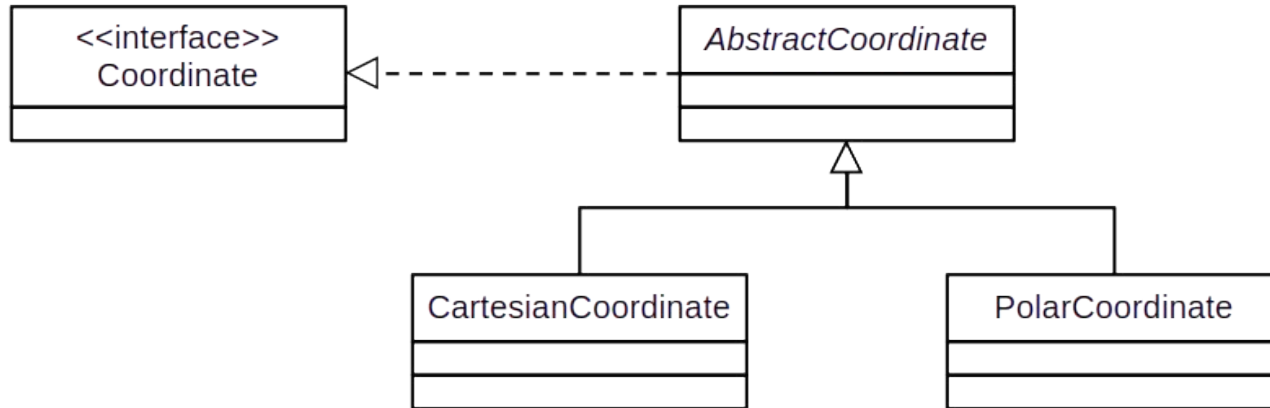 <<interface>>
Coordinate
AbstractCoordinate
CartesianCoordinate
PolarCoordinate